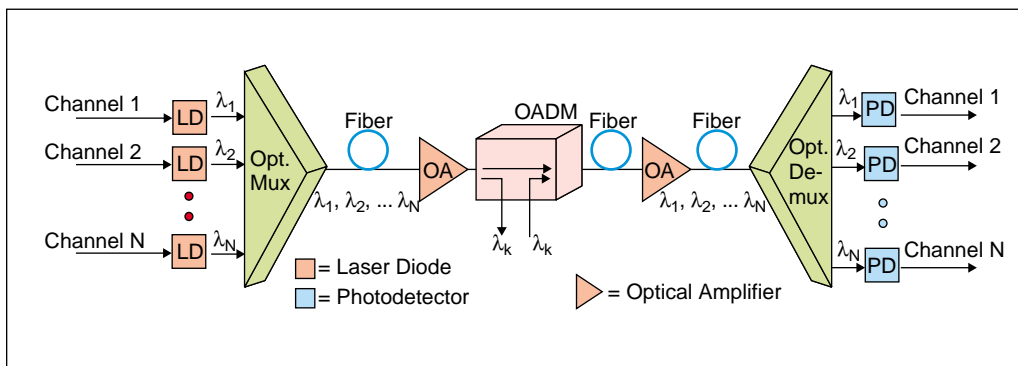 Channel 1
LD
λ1
Channel 2
LD
λ2
Channel N
LD
λN
Opt.
Mux
Fiber
λ1, λ2, ... λN
OA
OADM
λk
λk
Fiber
OA
Fiber
λ1, λ2, ... λN
Opt.
De-
mux
λ1
PD
Channel 1
λ2
PD
Channel 2
λN
PD
Channel N
= Laser Diode
= Photodetector
= Optical Amplifier